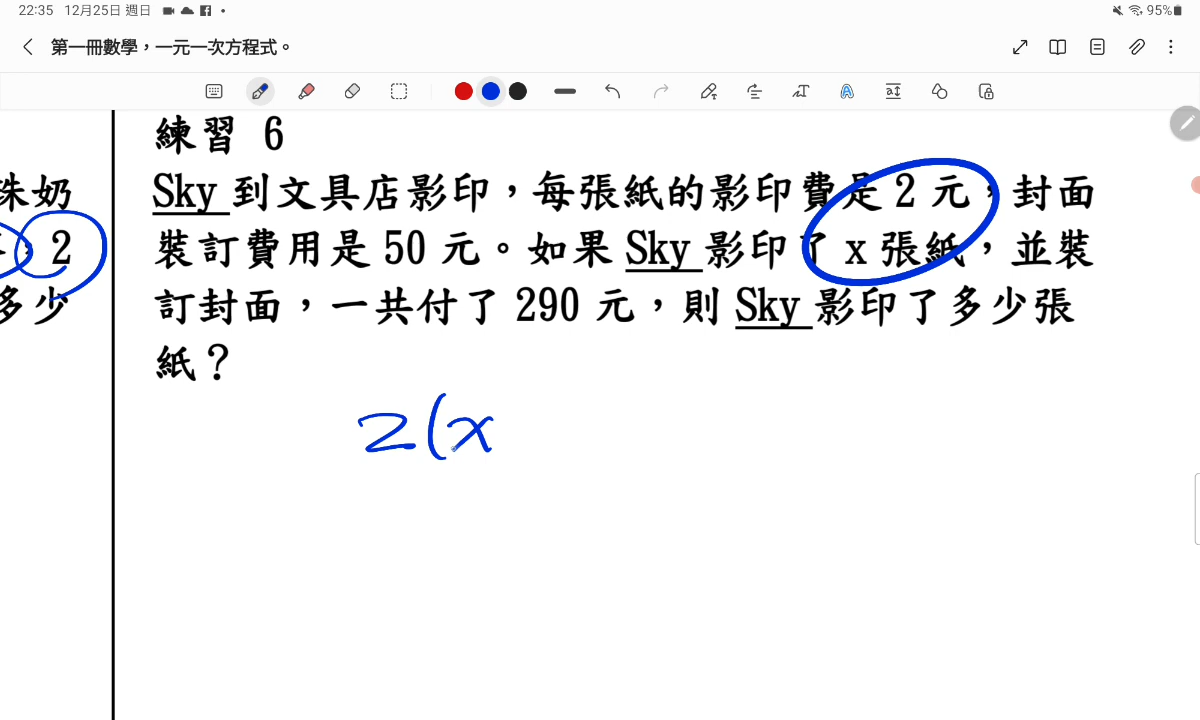 22:35 12月25日 週日 95%
第一冊數學，一元一次方程式。
珠奶
2
多少
練習 6
Sky 到文具店影印，每張紙的影印費是 2 元，封面
裝訂費用是 50 元。如果 Sky 影印了 x 張紙，並裝
訂封面，一共付了 290 元，則 Sky 影印了多少張
紙？
2(x